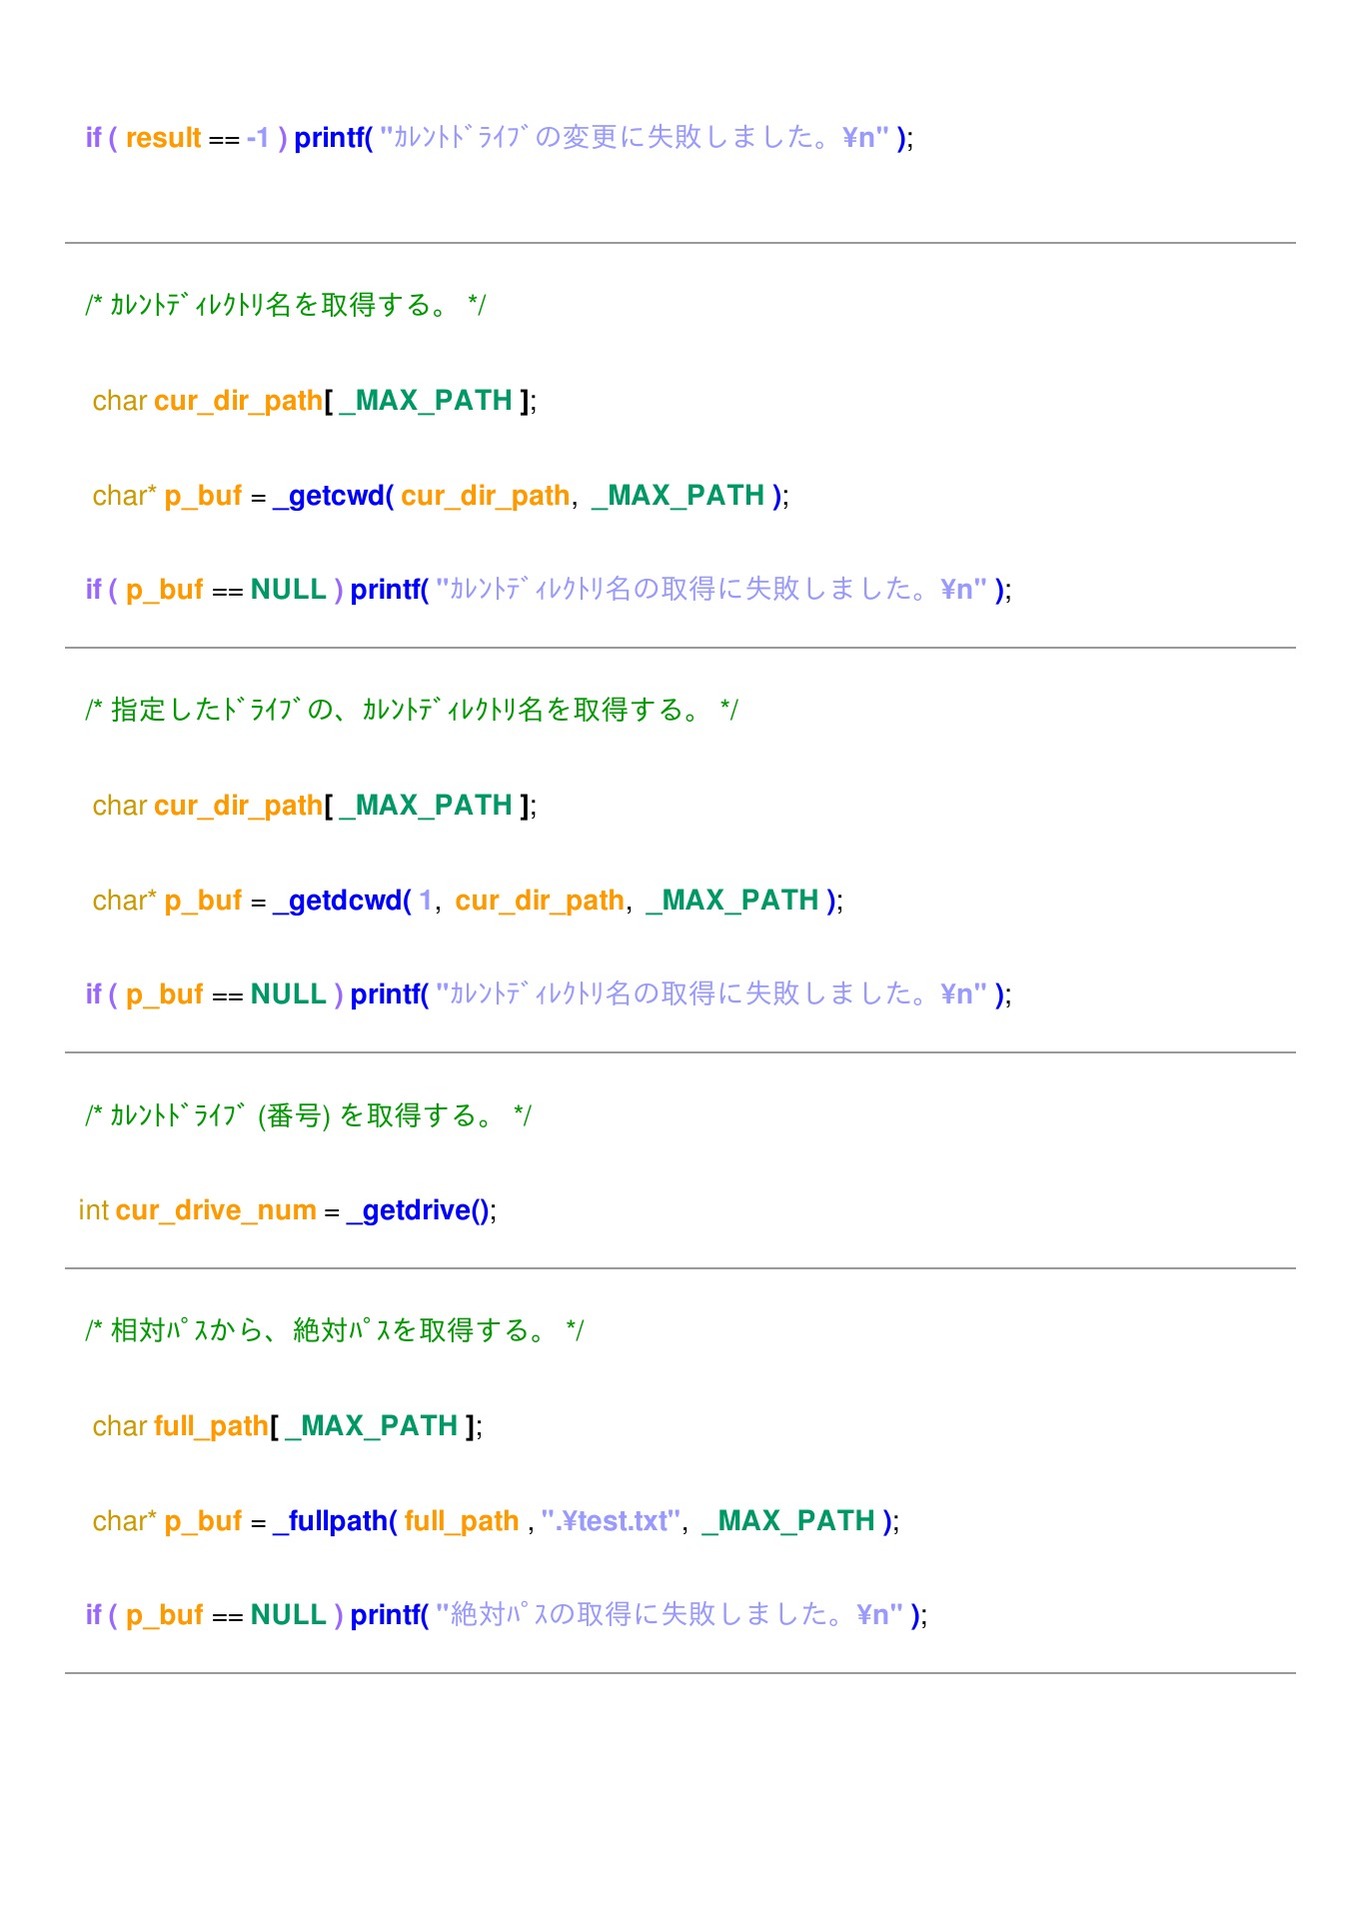 if ( result == -1 ) printf( "ｶﾚﾝﾄﾄﾞﾗｲﾌﾞの変更に失敗しました。¥n" );
/* ｶﾚﾝﾄﾃﾞｨﾚｸﾄﾘ名を取得する。 */
char cur_dir_path[ _MAX_PATH ];
char* p_buf = _getcwd( cur_dir_path, _MAX_PATH );
if ( p_buf == NULL ) printf( "ｶﾚﾝﾄﾃﾞｨﾚｸﾄﾘ名の取得に失敗しました。¥n" );
/* 指定したﾄﾞﾗｲﾌﾞの、ｶﾚﾝﾄﾃﾞｨﾚｸﾄﾘ名を取得する。 */
char cur_dir_path[ _MAX_PATH ];
char* p_buf = _getdcwd( 1, cur_dir_path, _MAX_PATH );
if ( p_buf == NULL ) printf( "ｶﾚﾝﾄﾃﾞｨﾚｸﾄﾘ名の取得に失敗しました。¥n" );
/* ｶﾚﾝﾄﾄﾞﾗｲﾌﾞ (番号) を取得する。 */
int cur_drive_num = _getdrive();
/* 相対ﾊﾟｽから、絶対ﾊﾟｽを取得する。 */
char full_path[ _MAX_PATH ];
char* p_buf = _fullpath( full_path , ".¥test.txt", _MAX_PATH );
if ( p_buf == NULL ) printf( "絶対ﾊﾟｽの取得に失敗しました。¥n" );